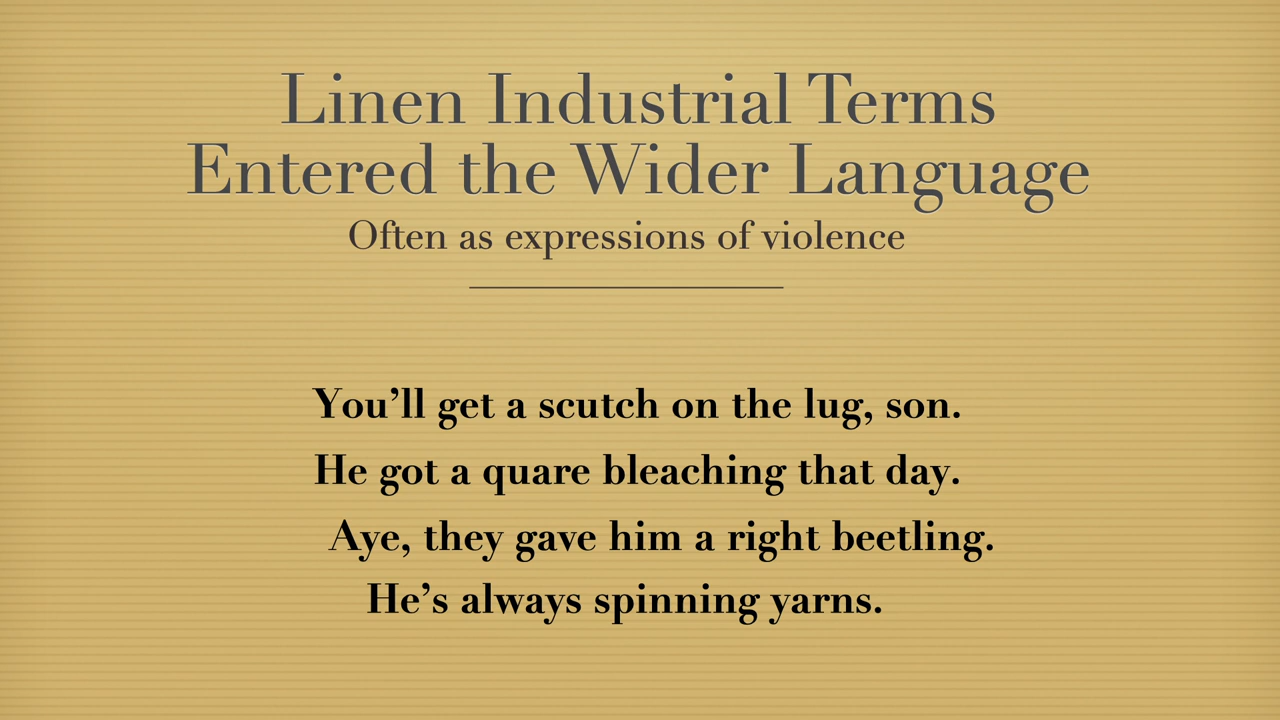 Linen Industrial Terms
Entered the Wider Language
Often as expressions of violence
You’ll get a scutch on the lug, son.
He got a quare bleaching that day.
Aye, they gave him a right beetling.
He’s always spinning yarns.